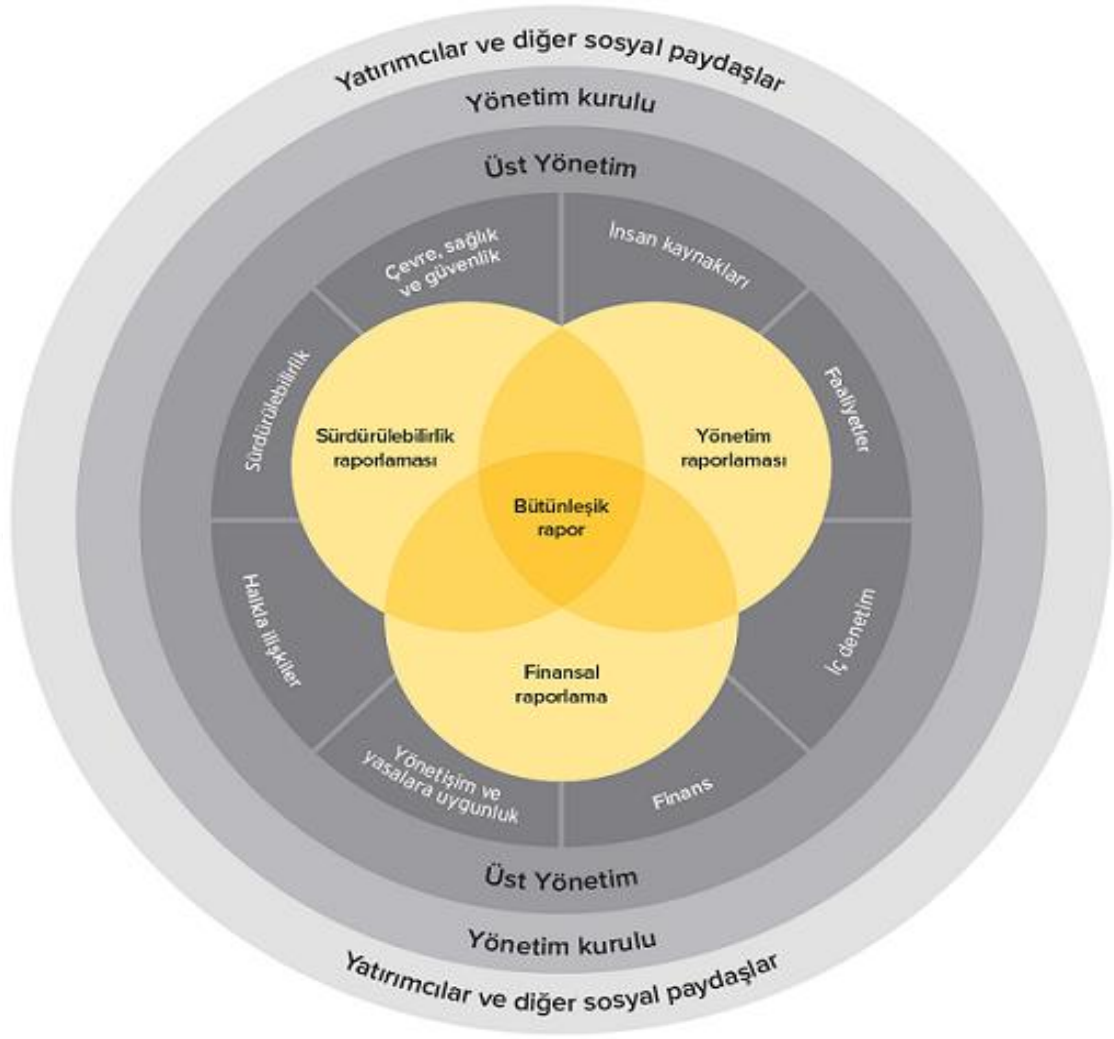 Yatırımcılar ve diğer sosyal paydaşlar
Yönetim kurulu
Üst Yönetim
Çevre, sağlık
ve güvenlik
İnsan kaynakları
Sürdürülebilirlik
Faaliyetler
Sürdürülebilirlik
raporlaması
Yönetim
raporlaması
Bütünleşik
rapor
Halkla ilişkiler
İç denetim
Finansal
raporlama
Yönetişim ve
yasalara uygunluk
Finans
Üst Yönetim
Yönetim kurulu
Yatırımcılar ve diğer sosyal paydaşlar